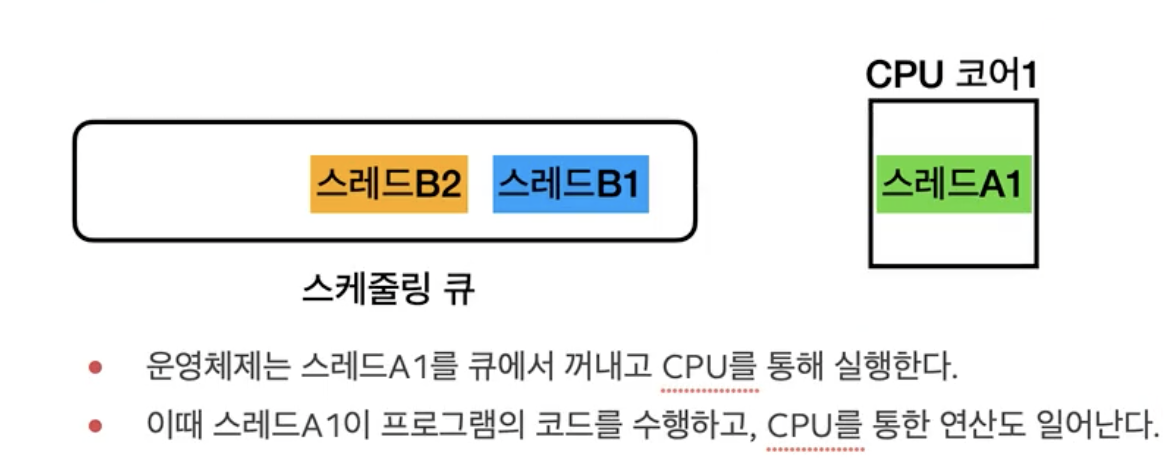 CPU 코어1
스레드B2 스레드B1 스레드A1
스케줄링 큐
• 운영체제는 스레드A1를 큐에서 꺼내고 CPU를 통해 실행한다.
• 이때 스레드A1이 프로그램의 코드를 수행하고, CPU를 통한 연산도 일어난다.